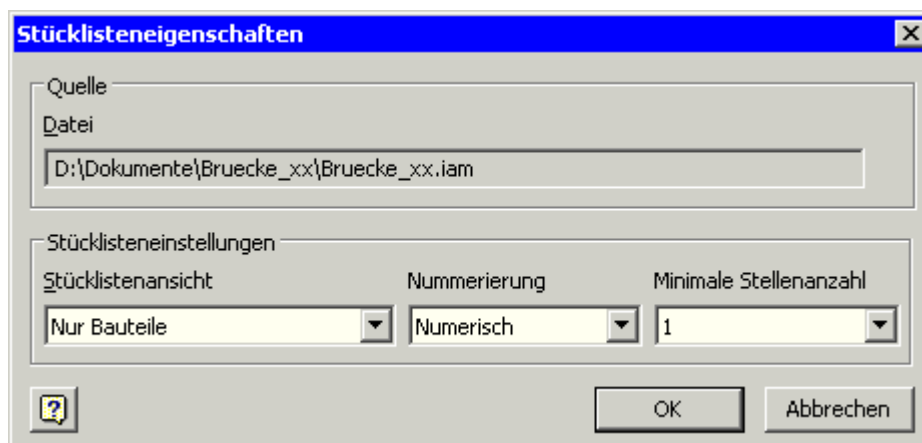 Stücklisteneigenschaften
Quelle
Datei
D:\Dokumente\Bruecke_xx\Bruecke_xx.iam
Stücklisteneinstellungen
Stücklistenansicht Nummerierung Minimale Stellenanzahl
Nur Bauteile Numerisch 1
OK Abbrechen